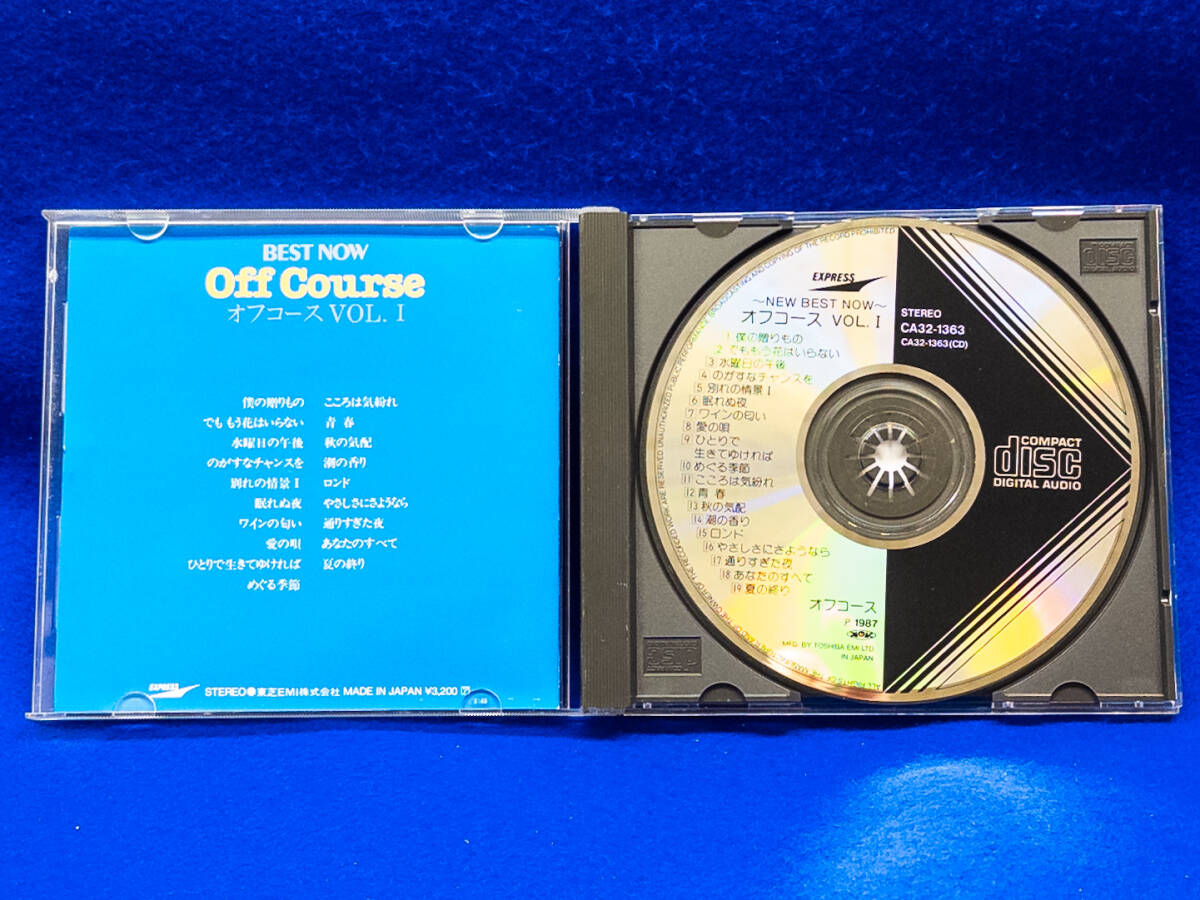 BEST NOW
Off Course
オフコース VOL. I
僕の贈りもの
でも もう花はいらない
水曜日の午後
のがすなチャンスを
別れの情景 I
眠れぬ夜
ワインの匂い
愛の唄
ひとりで生きてゆければ
めぐる季節
こころは気紛れ
青 春
秋の気配
潮の香り
ロンド
やさしさにさようなら
通りすぎた夜
あなたのすべて
夏の終り
EXPRESS
STEREO 東芝EMI株式会社 MADE IN JAPAN ¥3,200
EXPRESS
〜NEW BEST NOW〜
オフコース VOL. I
1 僕の贈りもの
2 でももう花はいらない
3 水曜日の午後
4 のがすなチャンスを
5 別れの情景 I
6 眠れぬ夜
7 ワインの匂い
8 愛の唄
9 ひとりで
生きてゆければ
10 めぐる季節
11 こころは気紛れ
12 青 春
13 秋の気配
14 潮の香り
15 ロンド
16 やさしさにさようなら
17 通りすぎた夜
18 あなたのすべて
19 夏の終り
オフコース
P 1987
MFD. BY TOSHIBA EMI LTD.
IN JAPAN
STEREO
CA32-1363
CA32-1363(CD)
COMPACT
disc
DIGITAL AUDIO